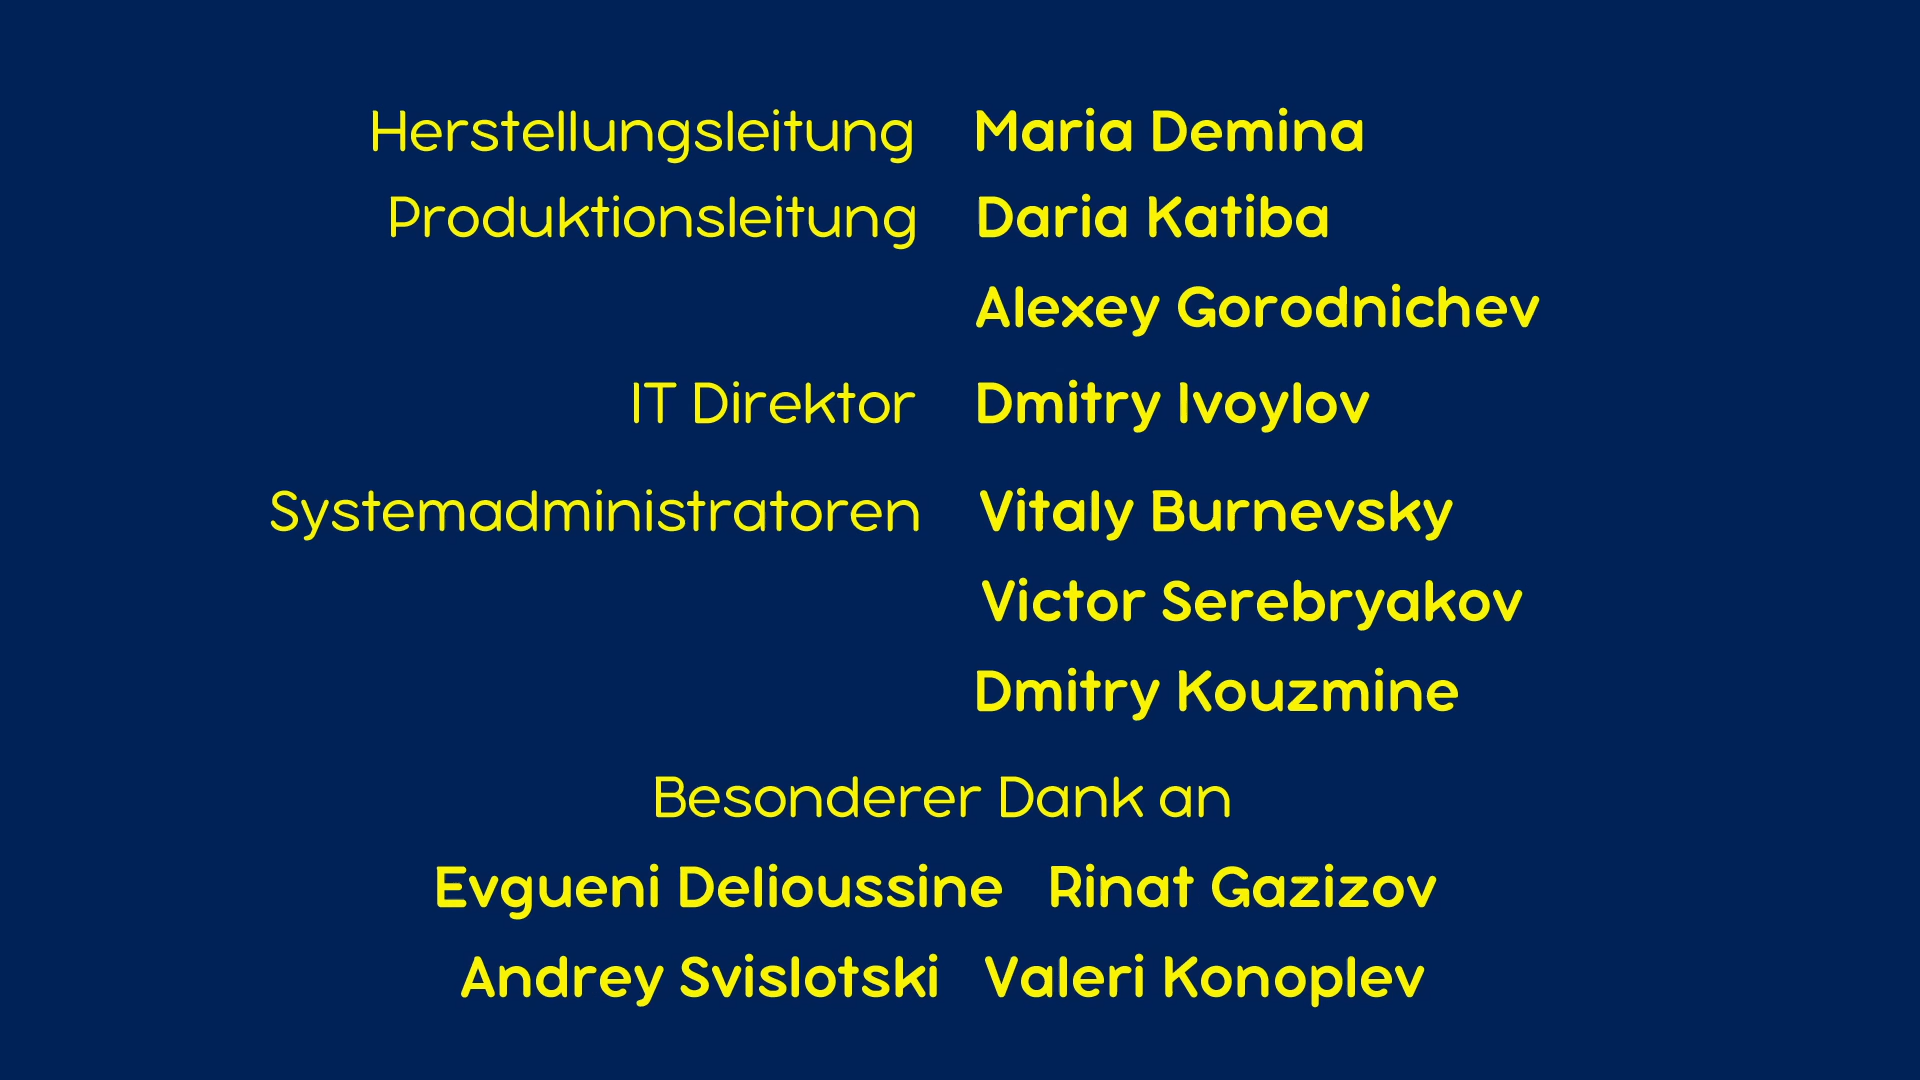 Herstellungsleitung Maria Demina
Produktionsleitung Daria Katiba
Alexey Gorodnichev
IT Direktor Dmitry Ivoylov
Systemadministratoren Vitaly Burnevsky
Victor Serebryakov
Dmitry Kouzmine
Besonderer Dank an
Evgueni Delioussine Rinat Gazizov
Andrey Svislotski Valeri Konoplev